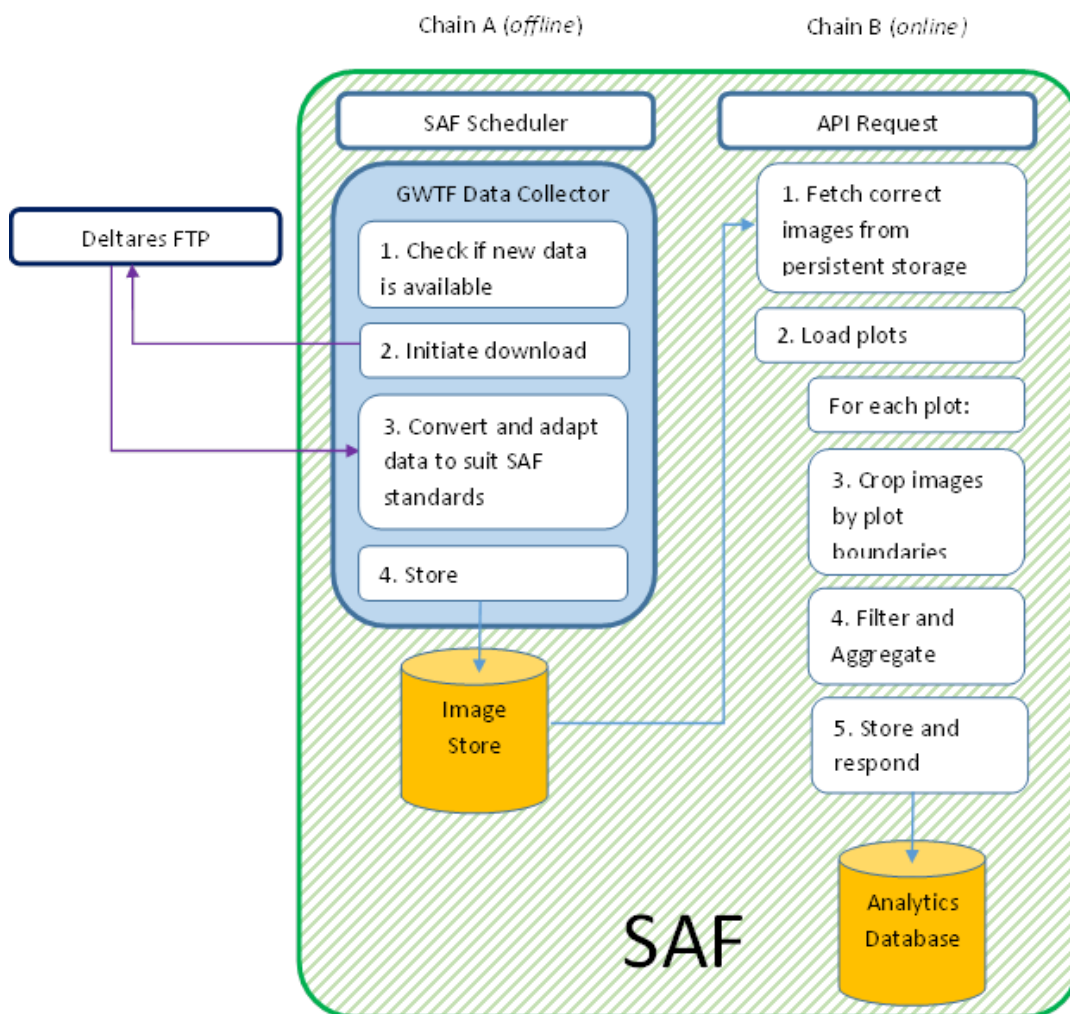 Chain A (offline)
Chain B (online)
SAF Scheduler
API Request
GWTF Data Collector
1. Check if new data
is available
2. Initiate download
3. Convert and adapt
data to suit SAF
standards
4. Store
Deltares FTP
Image
Store
1. Fetch correct
images from
persistent storage
2. Load plots
For each plot:
3. Crop images
by plot
boundaries
4. Filter and
Aggregate
5. Store and
respond
Analytics
Database
SAF